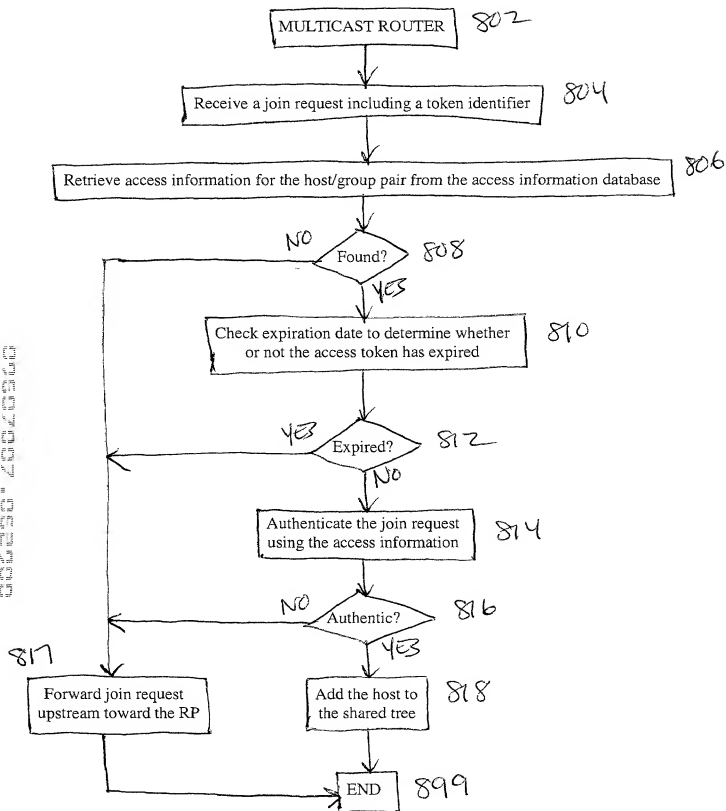 MULTICAST ROUTER 802
Receive a join request including a token identifier 804
Retrieve access information for the host/group pair from the access information database 806
NO Found? 808
YES
Check expiration date to determine whether
or not the access token has expired 810
YES Expired? 812
NO
Authenticate the join request
using the access information 814
NO Authentic? 816
YES
817
Forward join request
upstream toward the RP
Add the host to
the shared tree 818
END 899